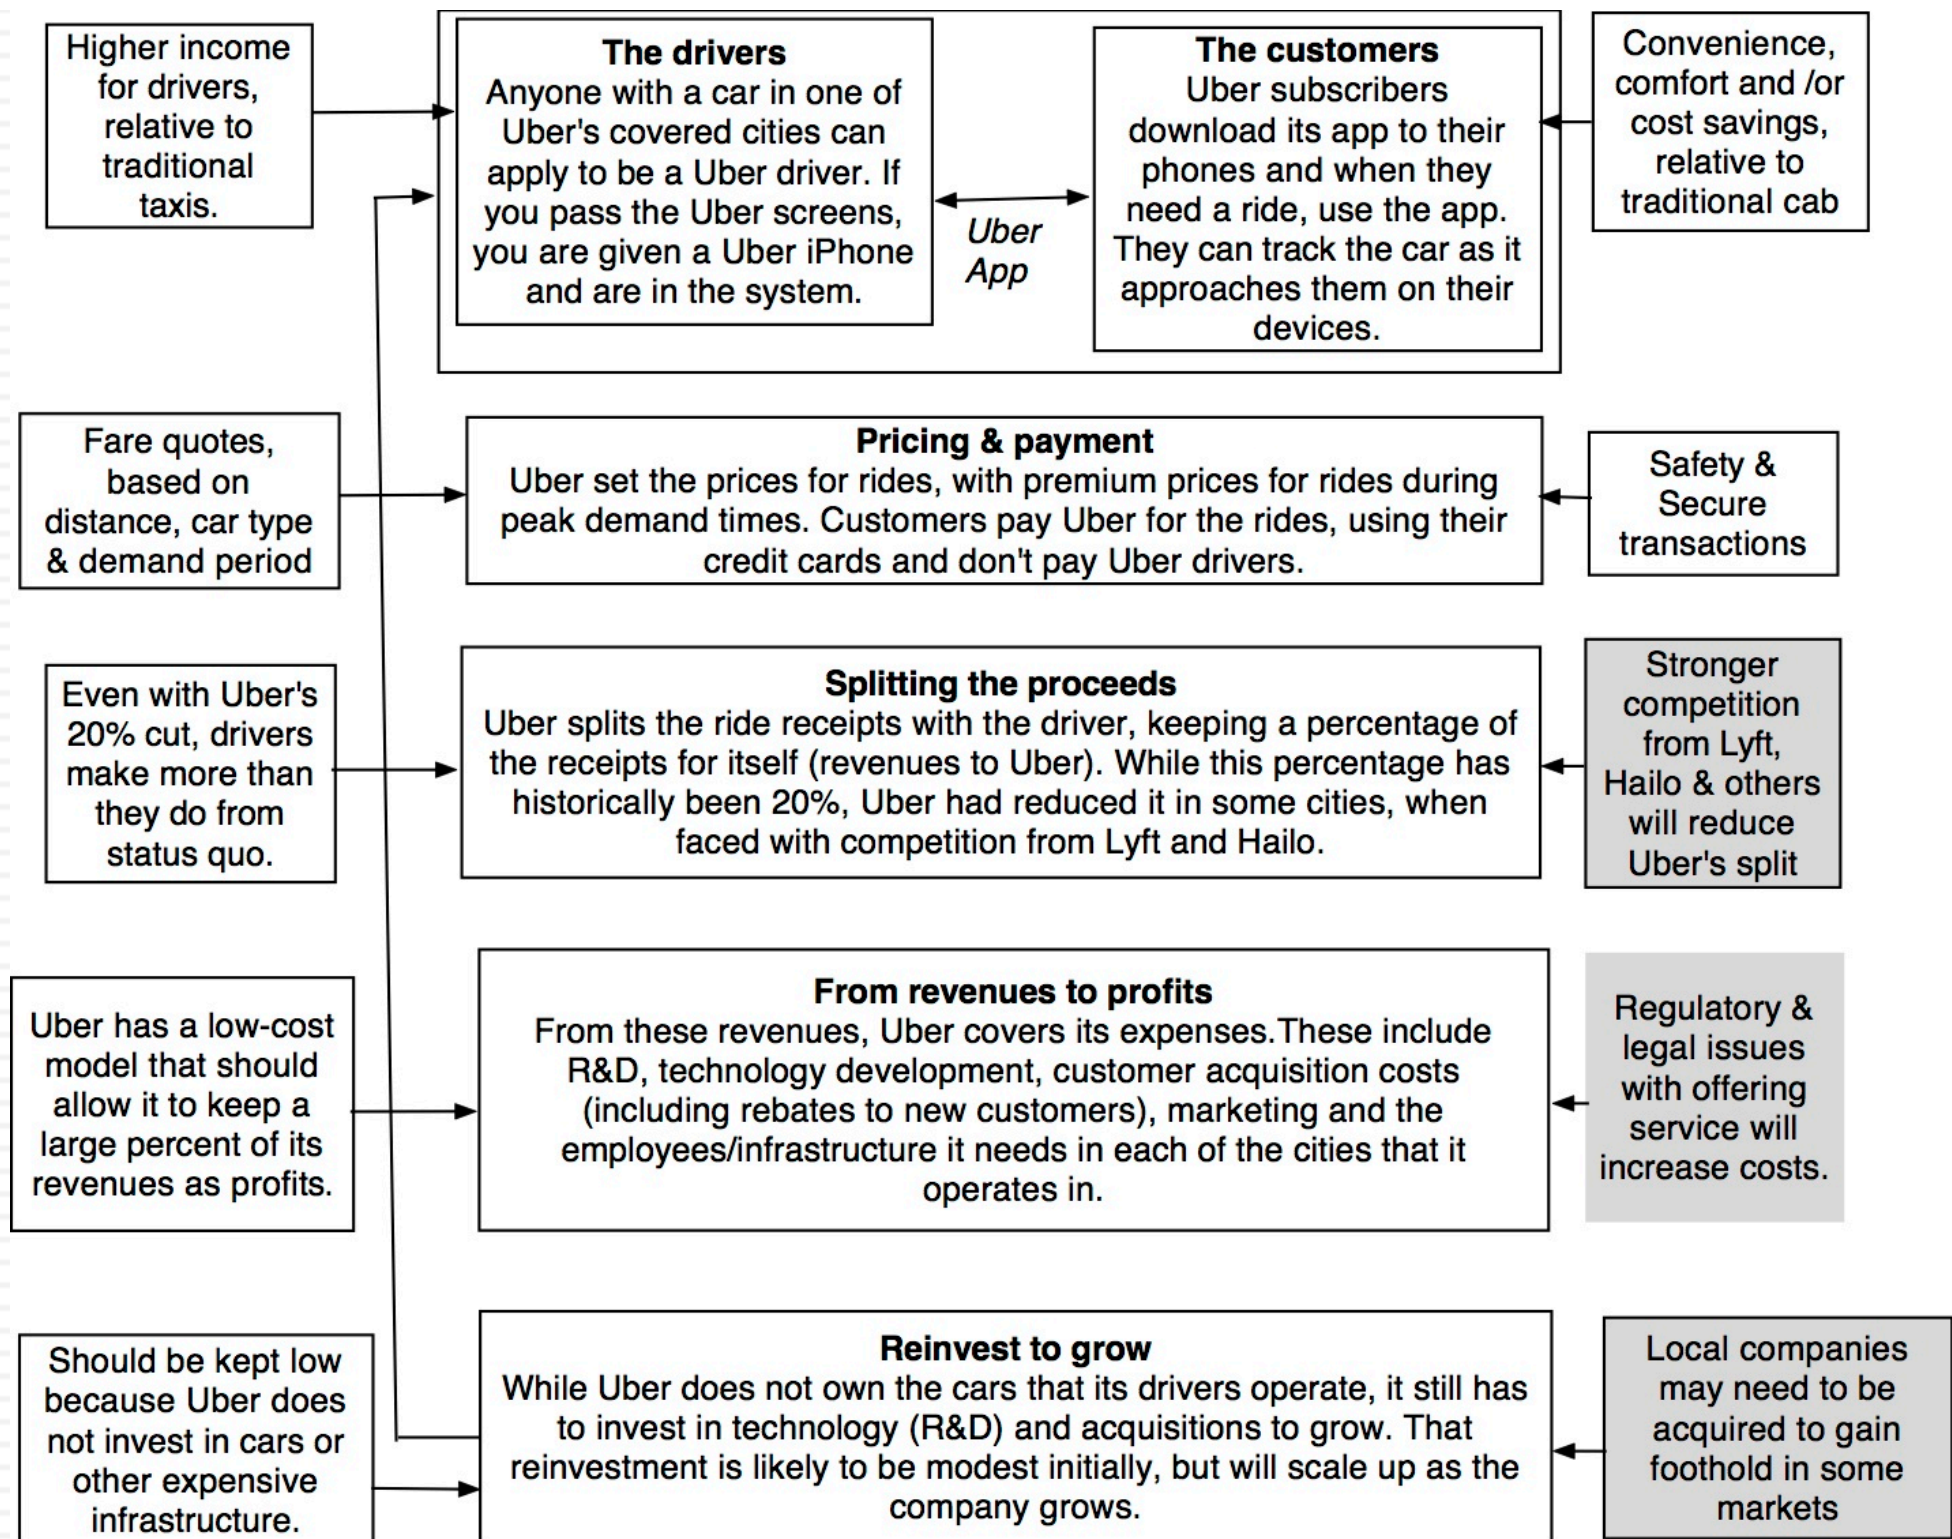 Higher income
for drivers,
relative to
traditional
taxis.
The drivers
Anyone with a car in one of
Uber's covered cities can
apply to be a Uber driver. If
you pass the Uber screens,
you are given a Uber iPhone
and are in the system.
Uber
App
The customers
Uber subscribers
download its app to their
phones and when they
need a ride, use the app.
They can track the car as it
approaches them on their
devices.
Convenience,
comfort and /or
cost savings,
relative to
traditional cab
Fare quotes,
based on
distance, car type
& demand period
Pricing & payment
Uber set the prices for rides, with premium prices for rides during
peak demand times. Customers pay Uber for the rides, using their
credit cards and don't pay Uber drivers.
Safety &
Secure
transactions
Even with Uber's
20% cut, drivers
make more than
they do from
status quo.
Splitting the proceeds
Uber splits the ride receipts with the driver, keeping a percentage of
the receipts for itself (revenues to Uber). While this percentage has
historically been 20%, Uber had reduced it in some cities, when
faced with competition from Lyft and Hailo.
Stronger
competition
from Lyft,
Hailo & others
will reduce
Uber's split
Uber has a low-cost
model that should
allow it to keep a
large percent of its
revenues as profits.
From revenues to profits
From these revenues, Uber covers its expenses.These include
R&D, technology development, customer acquisition costs
(including rebates to new customers), marketing and the
employees/infrastructure it needs in each of the cities that it
operates in.
Regulatory &
legal issues
with offering
service will
increase costs.
Should be kept low
because Uber does
not invest in cars or
other expensive
infrastructure.
Reinvest to grow
While Uber does not own the cars that its drivers operate, it still has
to invest in technology (R&D) and acquisitions to grow. That
reinvestment is likely to be modest initially, but will scale up as the
company grows.
Local companies
may need to be
acquired to gain
foothold in some
markets